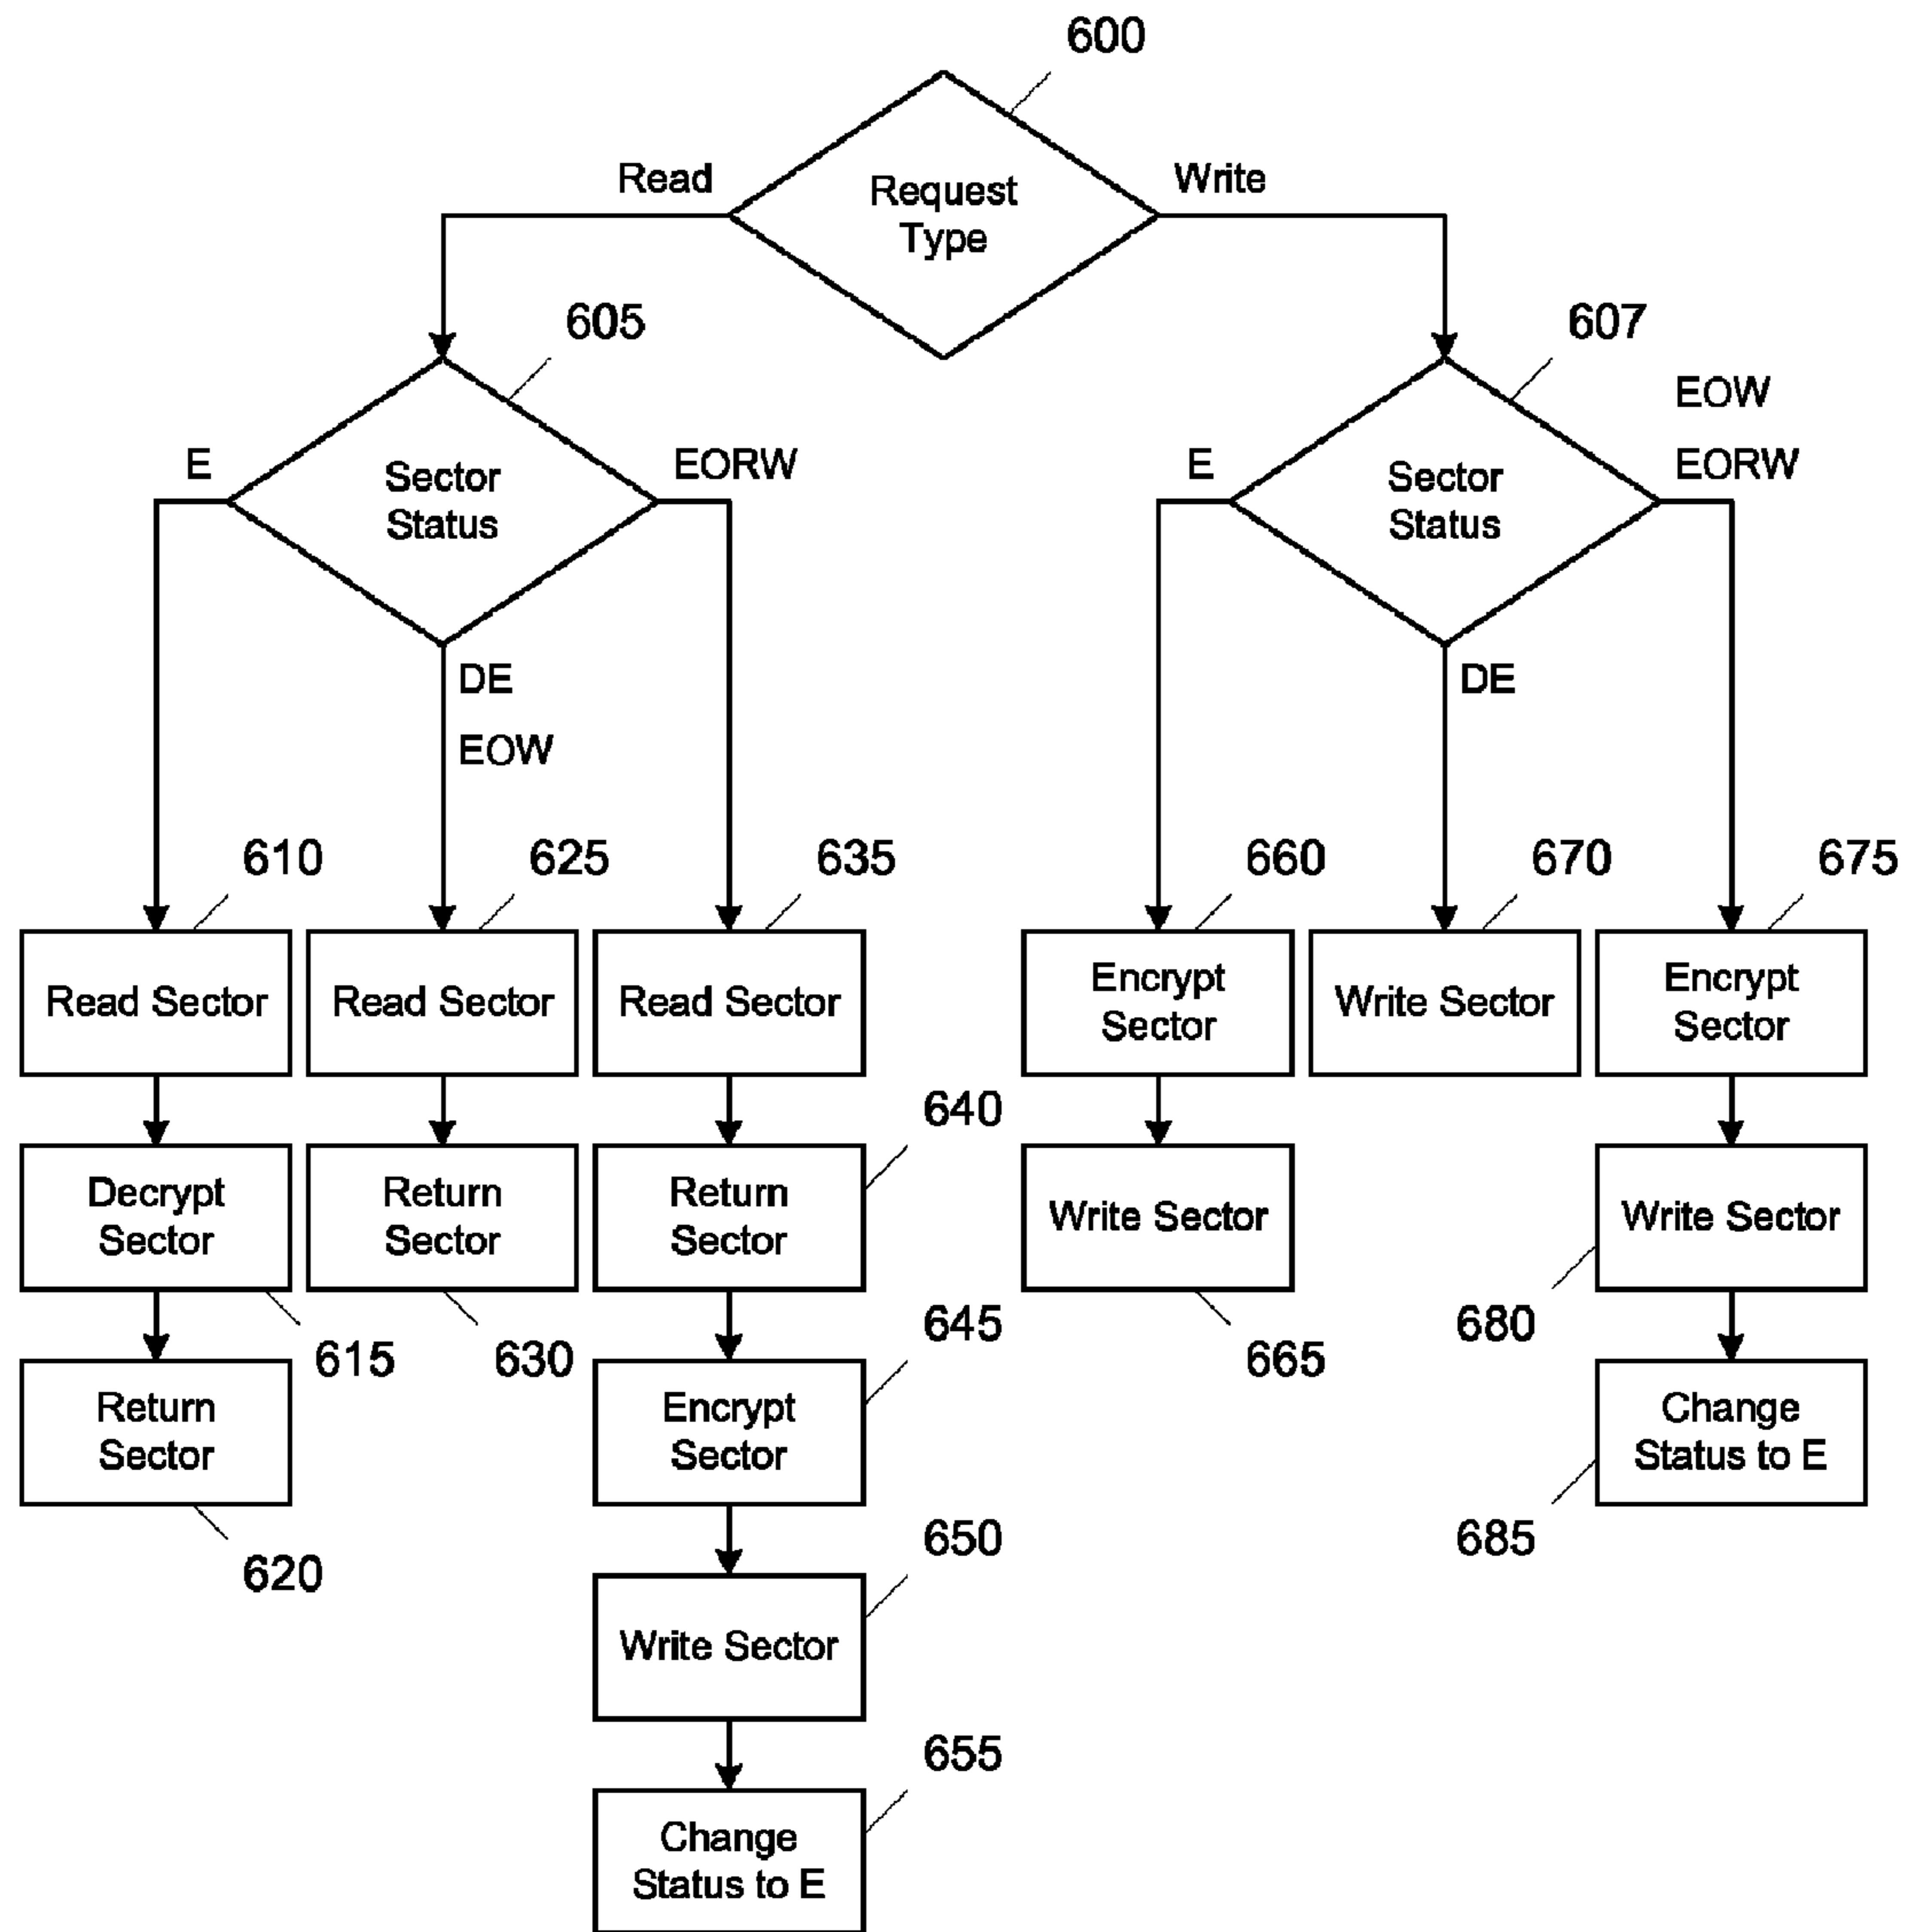 600
Read
Request
Type
Write
605
607
E
Sector
Status
EORW
DE
EOW
E
Sector
Status
EOW
EORW
DE
610
625
635
660
670
675
Read Sector
Read Sector
Read Sector
Encrypt
Sector
Write Sector
Encrypt
Sector
640
Decrypt
Sector
Return
Sector
Return
Sector
Write Sector
Write Sector
615
630
645
665
680
Return
Sector
Encrypt
Sector
Change
Status to E
620
650
685
Write Sector
655
Change
Status to E